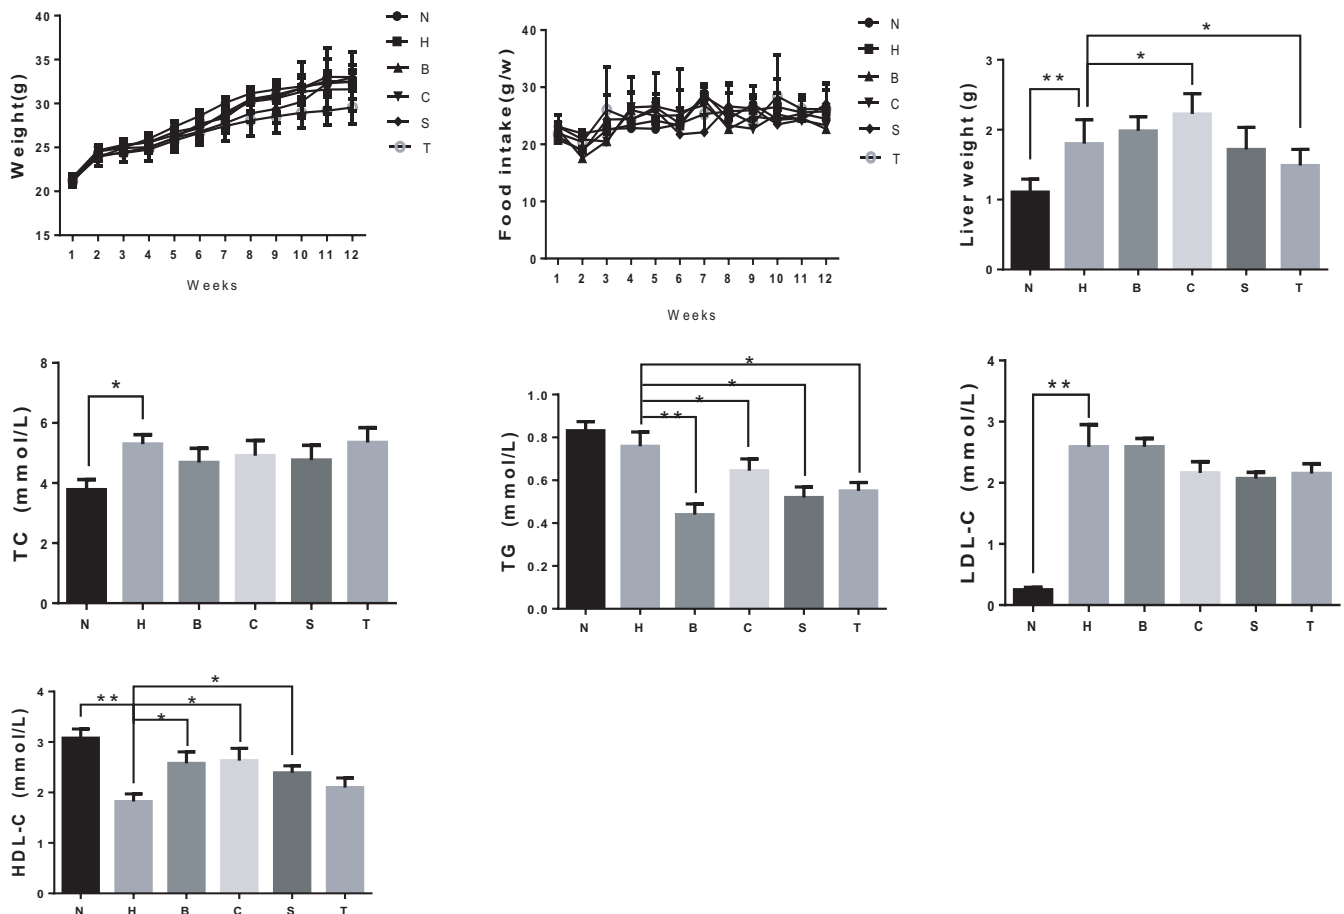 Weight(g)
40
35
30
25
20
15
1 2 3 4 5 6 7 8 9 10 11 12
Weeks
N
H
B
C
S
T
Food intake(g/w)
40
30
20
10
0
1 2 3 4 5 6 7 8 9 10 11 12
Weeks
N
H
B
C
S
T
Liver weight (g)
3
2
1
0
**
*
*
N H B C S T
TC (mmol/L)
8
6
4
2
0
*
N H B C S T
TG (mmol/L)
1.0
0.8
0.6
0.4
0.2
0.0
*
*
*
**
N H B C S T
LDL-C (mmol/L)
4
3
2
1
0
**
N H B C S T
HDL-C (mmol/L)
4
3
2
1
0
*
** *
*
N H B C S T